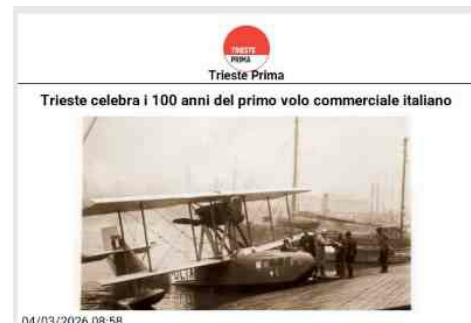 TRIESTE
PRIMA
Trieste Prima
Trieste celebra i 100 anni del primo volo commerciale italiano
04/03/2026 08:58